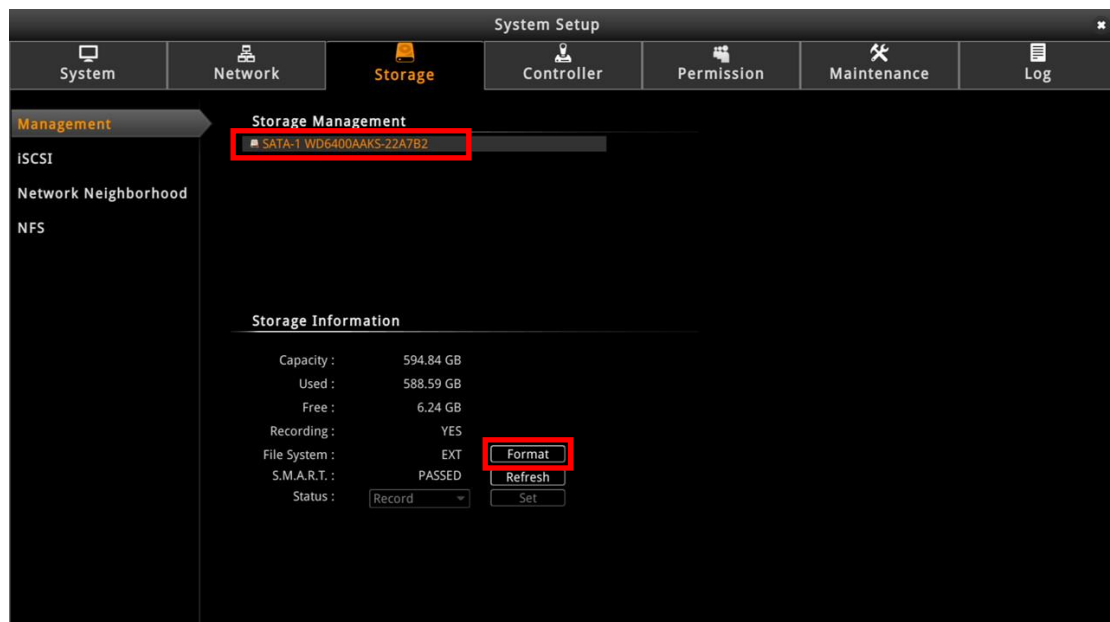 System Setup
System Network Storage Controller Permission Maintenance Log
Management
iSCSI
Network Neighborhood
NFS
Storage Management
SATA-1 WD6400AAKS-22A7B2
Storage Information
Capacity : 594.84 GB
Used : 588.59 GB
Free : 6.24 GB
Recording : YES
File System : EXT Format
S.M.A.R.T. : PASSED Refresh
Status : Record Set